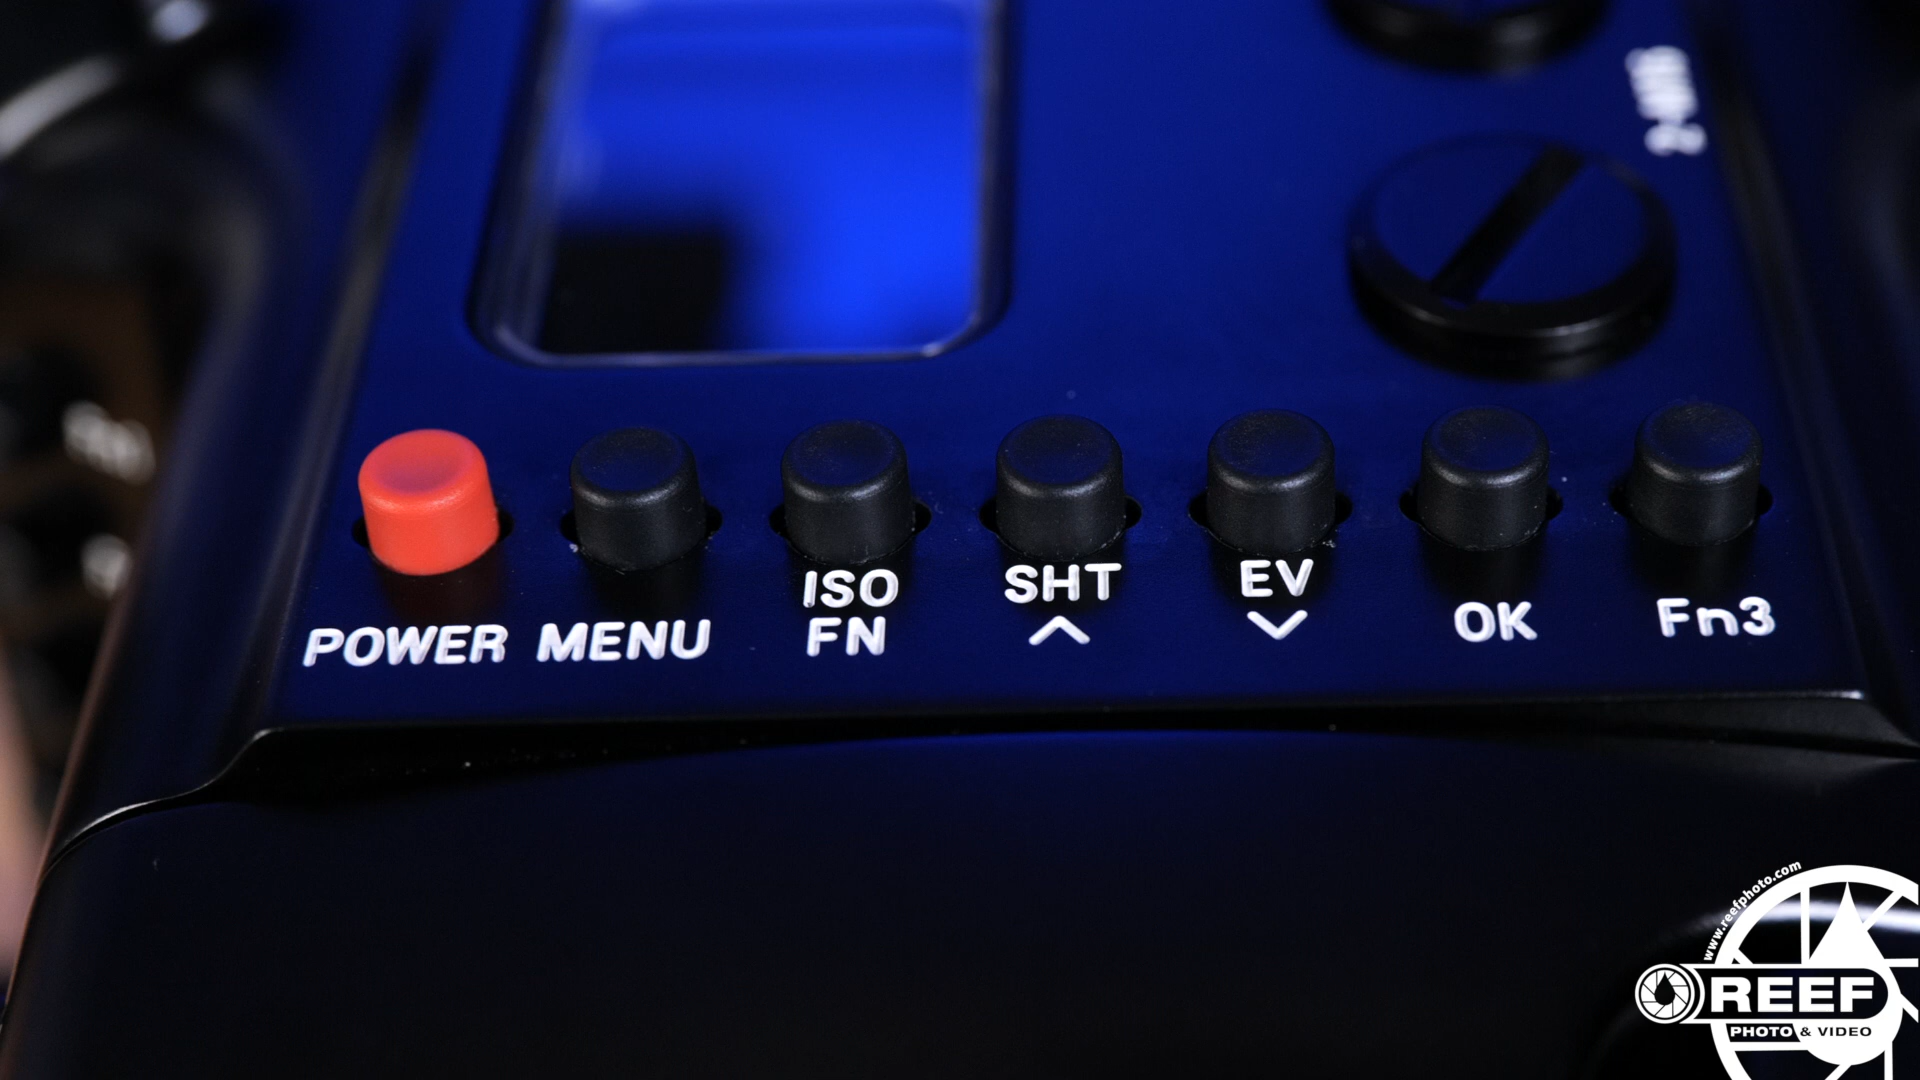 POWER
MENU
ISO
FN
SHT
EV
OK
Fn3
www.reefphoto.com
REEF
PHOTO & VIDEO